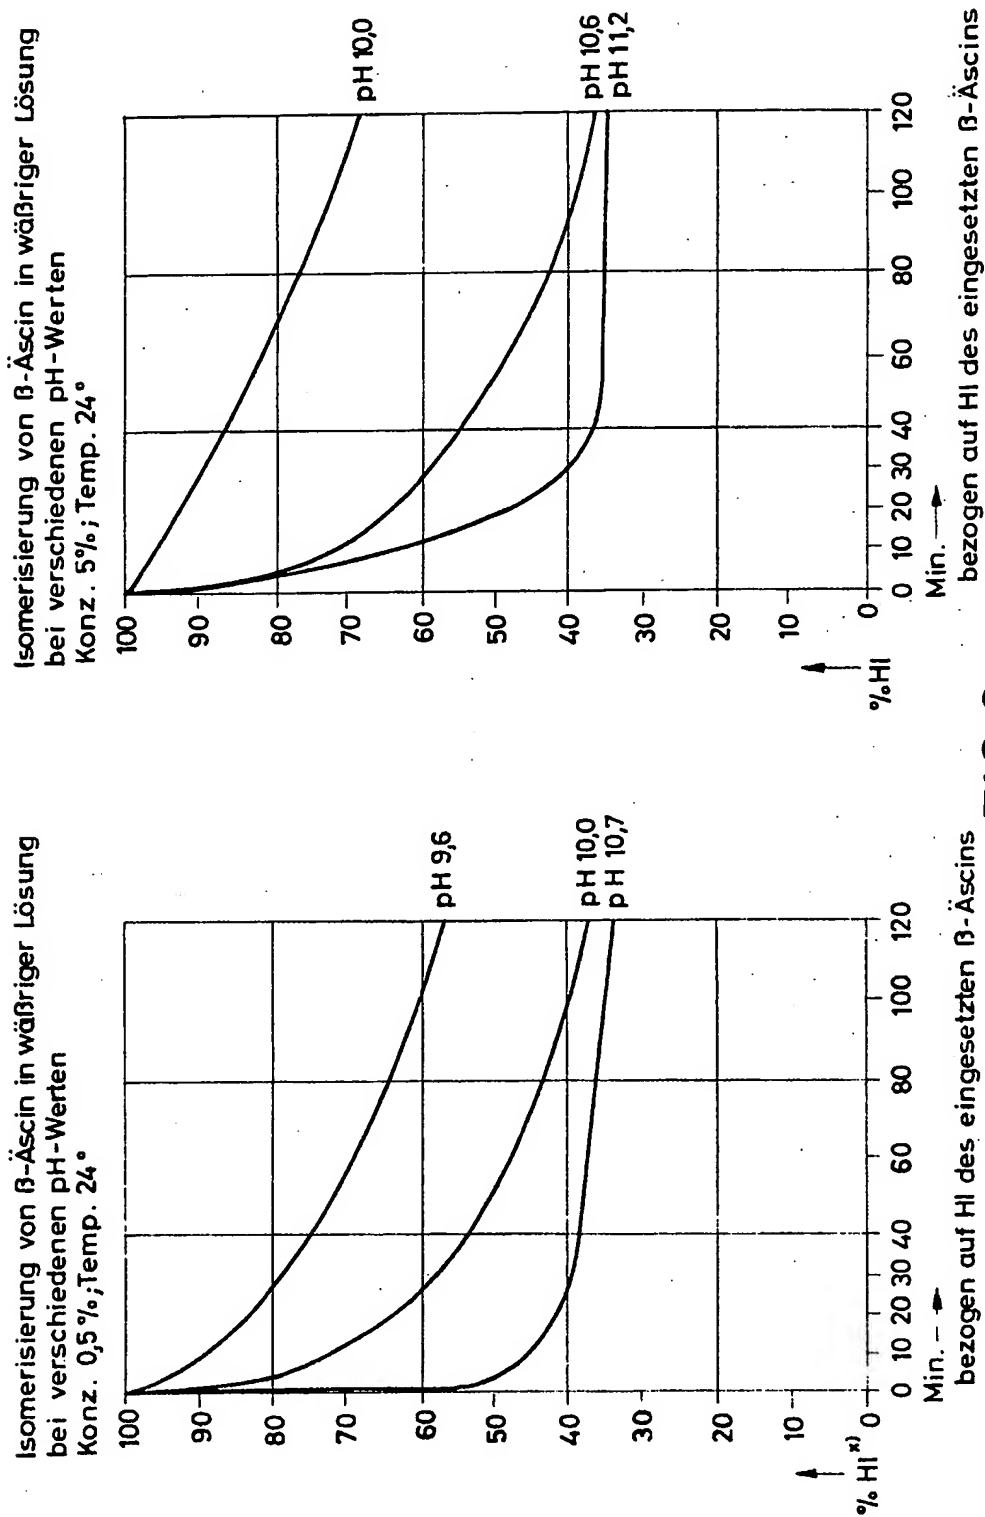 Isomerisierung von β-Äscin in wäßriger Lösung
bei verschiedenen pH-Werten
Konz. 0,5%; Temp. 24°
100
90
80
70
60
50
40
30
20
10
0
% HI x)
pH 9,6
pH 10,0
pH 10,7
0 10 20 30 40 60 80 100 120
Min.
bezogen auf HI des eingesetzten β-Äscins
Isomerisierung von β-Äscin in wäßriger Lösung
bei verschiedenen pH-Werten
Konz. 5%; Temp. 24°
100
90
80
70
60
50
40
30
20
10
0
% HI
pH 10,0
pH 10,6
pH 11,2
0 10 20 30 40 60 80 100 120
Min.
bezogen auf HI des eingesetzten β-Äscins